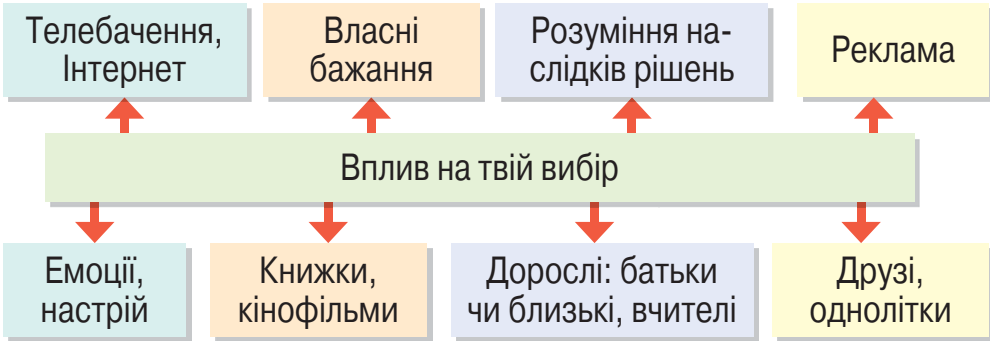 Телебачення,
Інтернет
Власні
бажання
Розуміння на-
слідків рішень
Реклама
Вплив на твій вибір
Емоції,
настрій
Книжки,
кінофільми
Дорослі: батьки
чи близькі, вчителі
Друзі,
однолітки